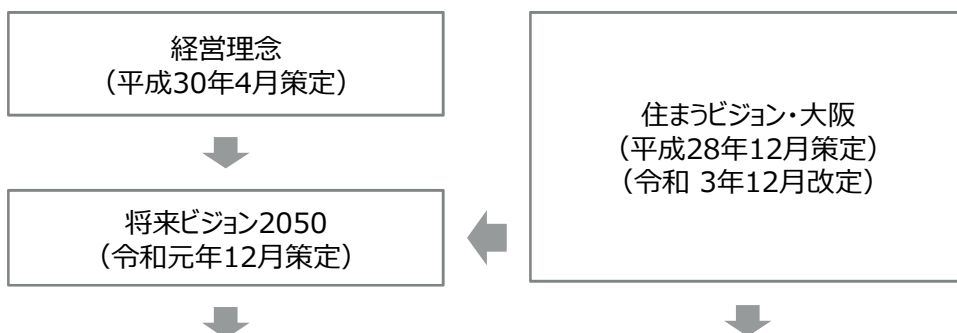 経営理念
（平成30年4月策定）
住まうビジョン・大阪
（平成28年12月策定）
（令和 3年12月改定）
将来ビジョン2050
（令和元年12月策定）